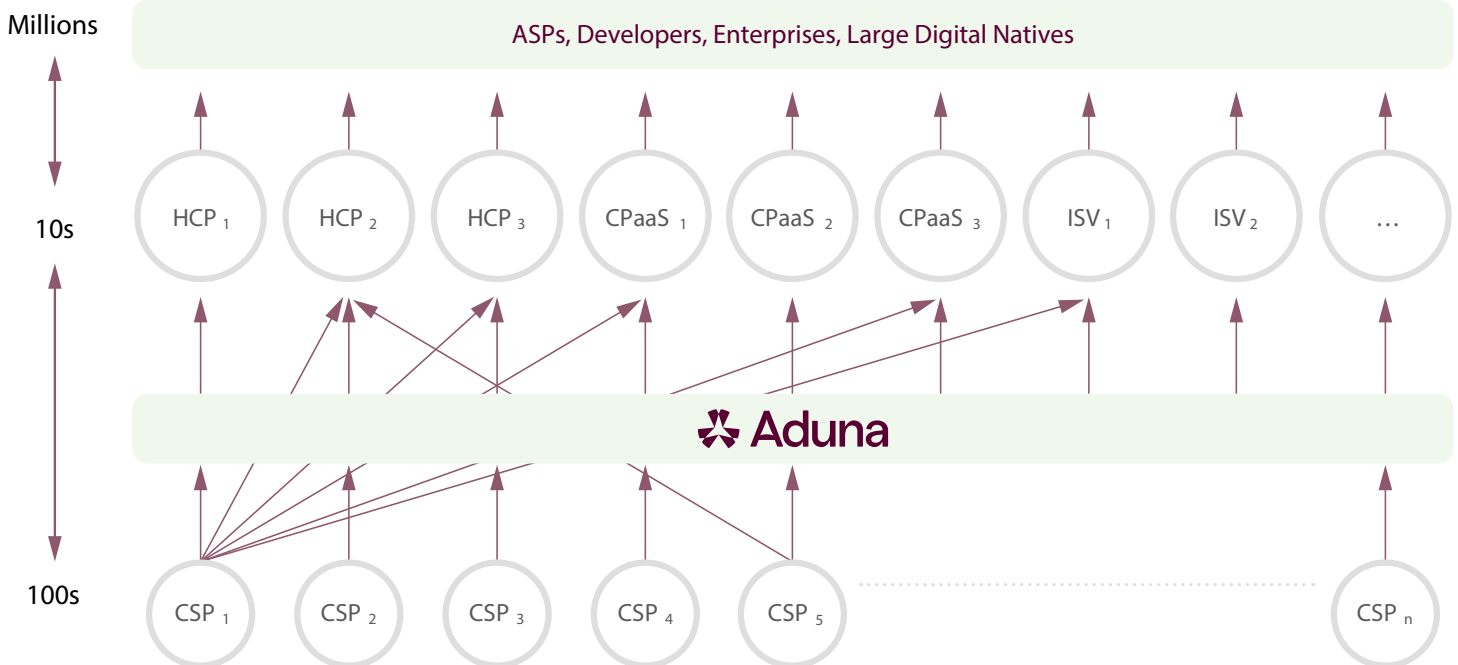 Millions
ASPs, Developers, Enterprises, Large Digital Natives
10s
HCP 1
HCP 2
HCP 3
CPaaS 1
CPaaS 2
CPaaS 3
ISV 1
ISV 2
...
Aduna
100s
CSP 1
CSP 2
CSP 3
CSP 4
CSP 5
CSP n